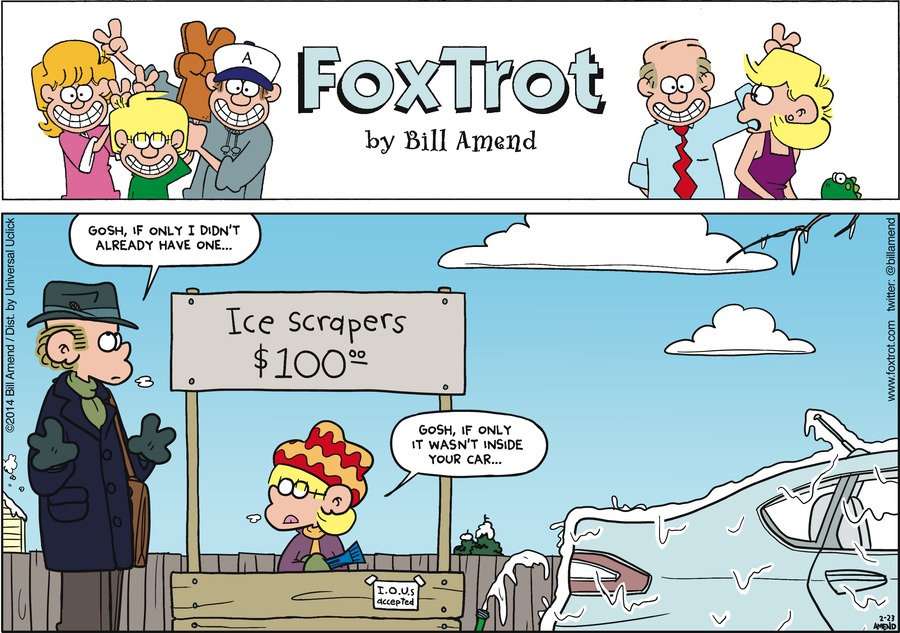 A
FoxTrot
by Bill Amend
GOSH, IF ONLY I DIDN'T
ALREADY HAVE ONE...
Ice Scrapers
$100⁰⁰
GOSH, IF ONLY
IT WASN'T INSIDE
YOUR CAR...
I.O.U.s
accepted
©2014 Bill Amend / Dist. by Universal Uclick
www.foxtrot.com twitter: @billamend
2-23
AMEND